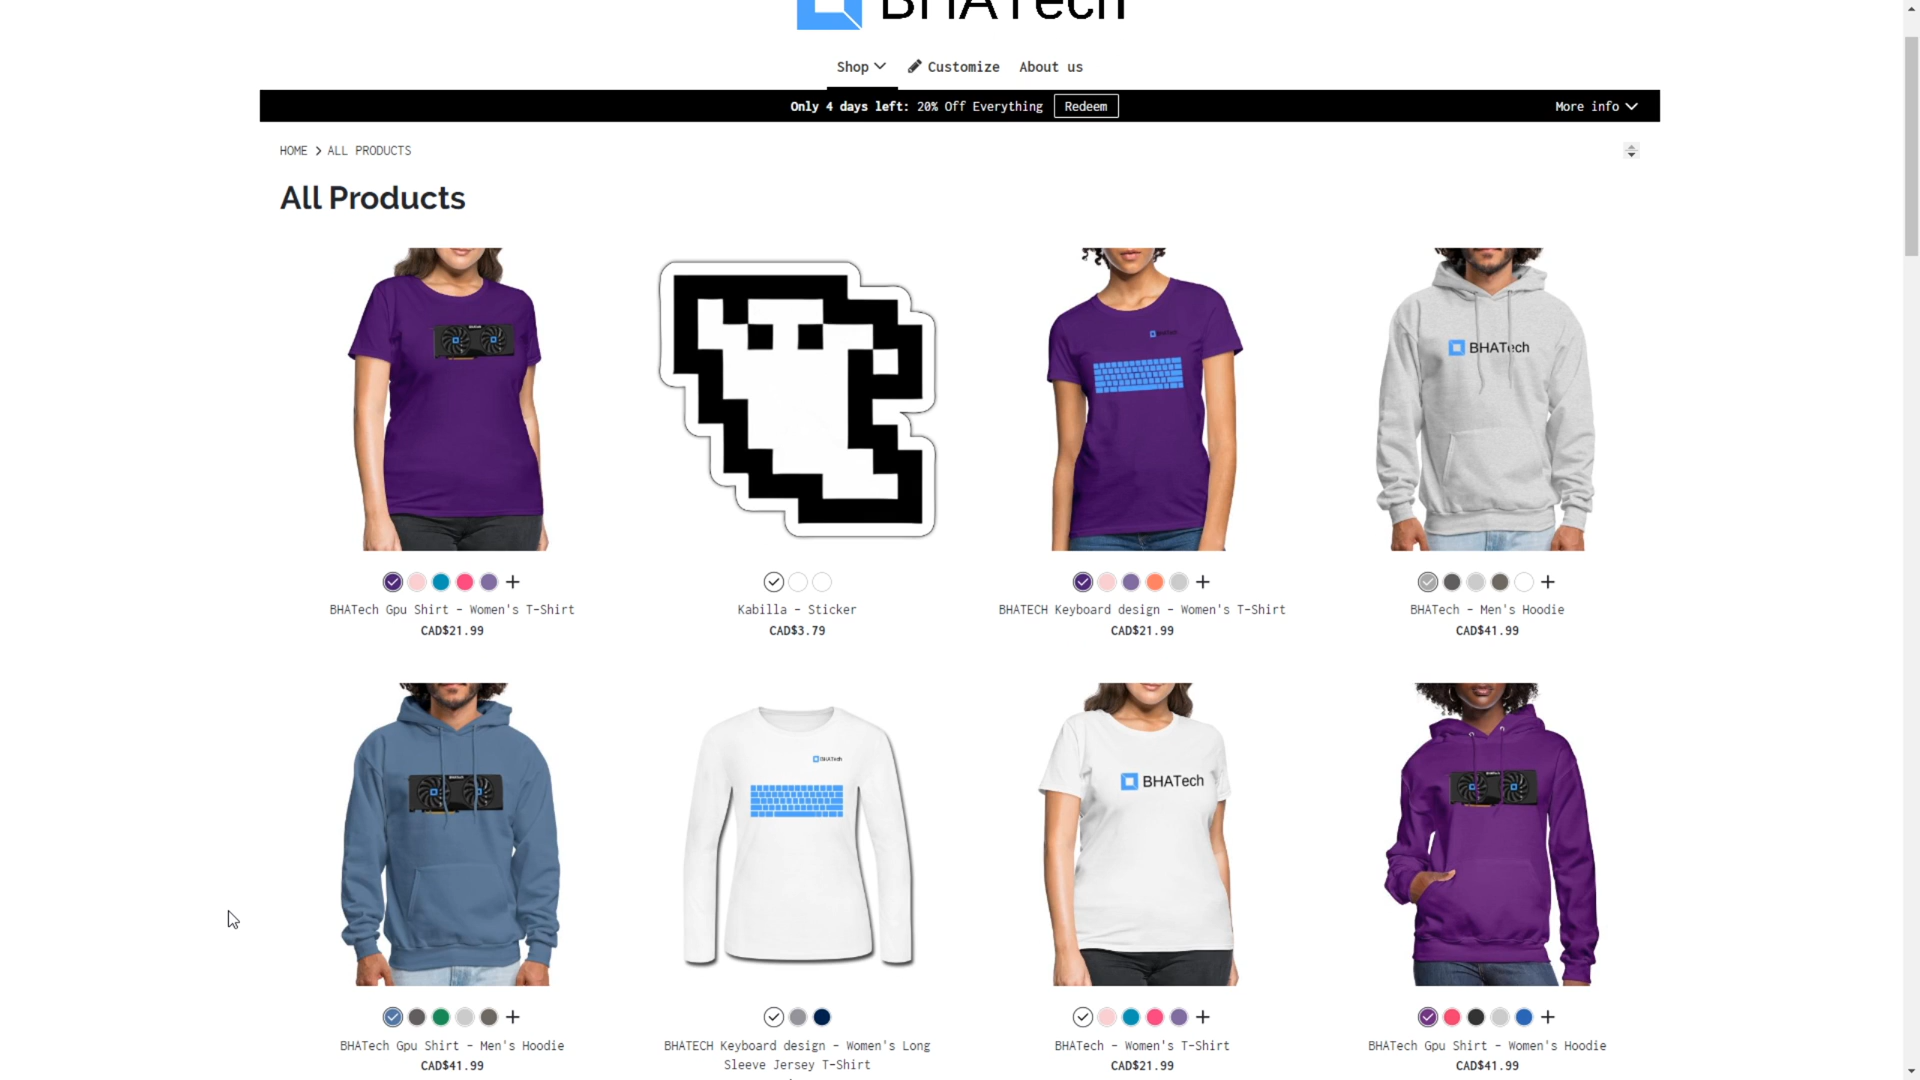 BHATech
Shop Customize About us
Only 4 days left: 20% Off Everything Redeem More info
HOME > ALL PRODUCTS
All Products
BHATech
BHATech
BHATech Gpu Shirt - Women's T-Shirt
CAD$21.99
Kabilla - Sticker
CAD$3.79
BHATECH Keyboard design - Women's T-Shirt
CAD$21.99
BHATech - Men's Hoodie
CAD$41.99
BHATech
BHATech
BHATech Gpu Shirt - Men's Hoodie
CAD$41.99
BHATECH Keyboard design - Women's Long
Sleeve Jersey T-Shirt
BHATech - Women's T-Shirt
CAD$21.99
BHATech Gpu Shirt - Women's Hoodie
CAD$41.99